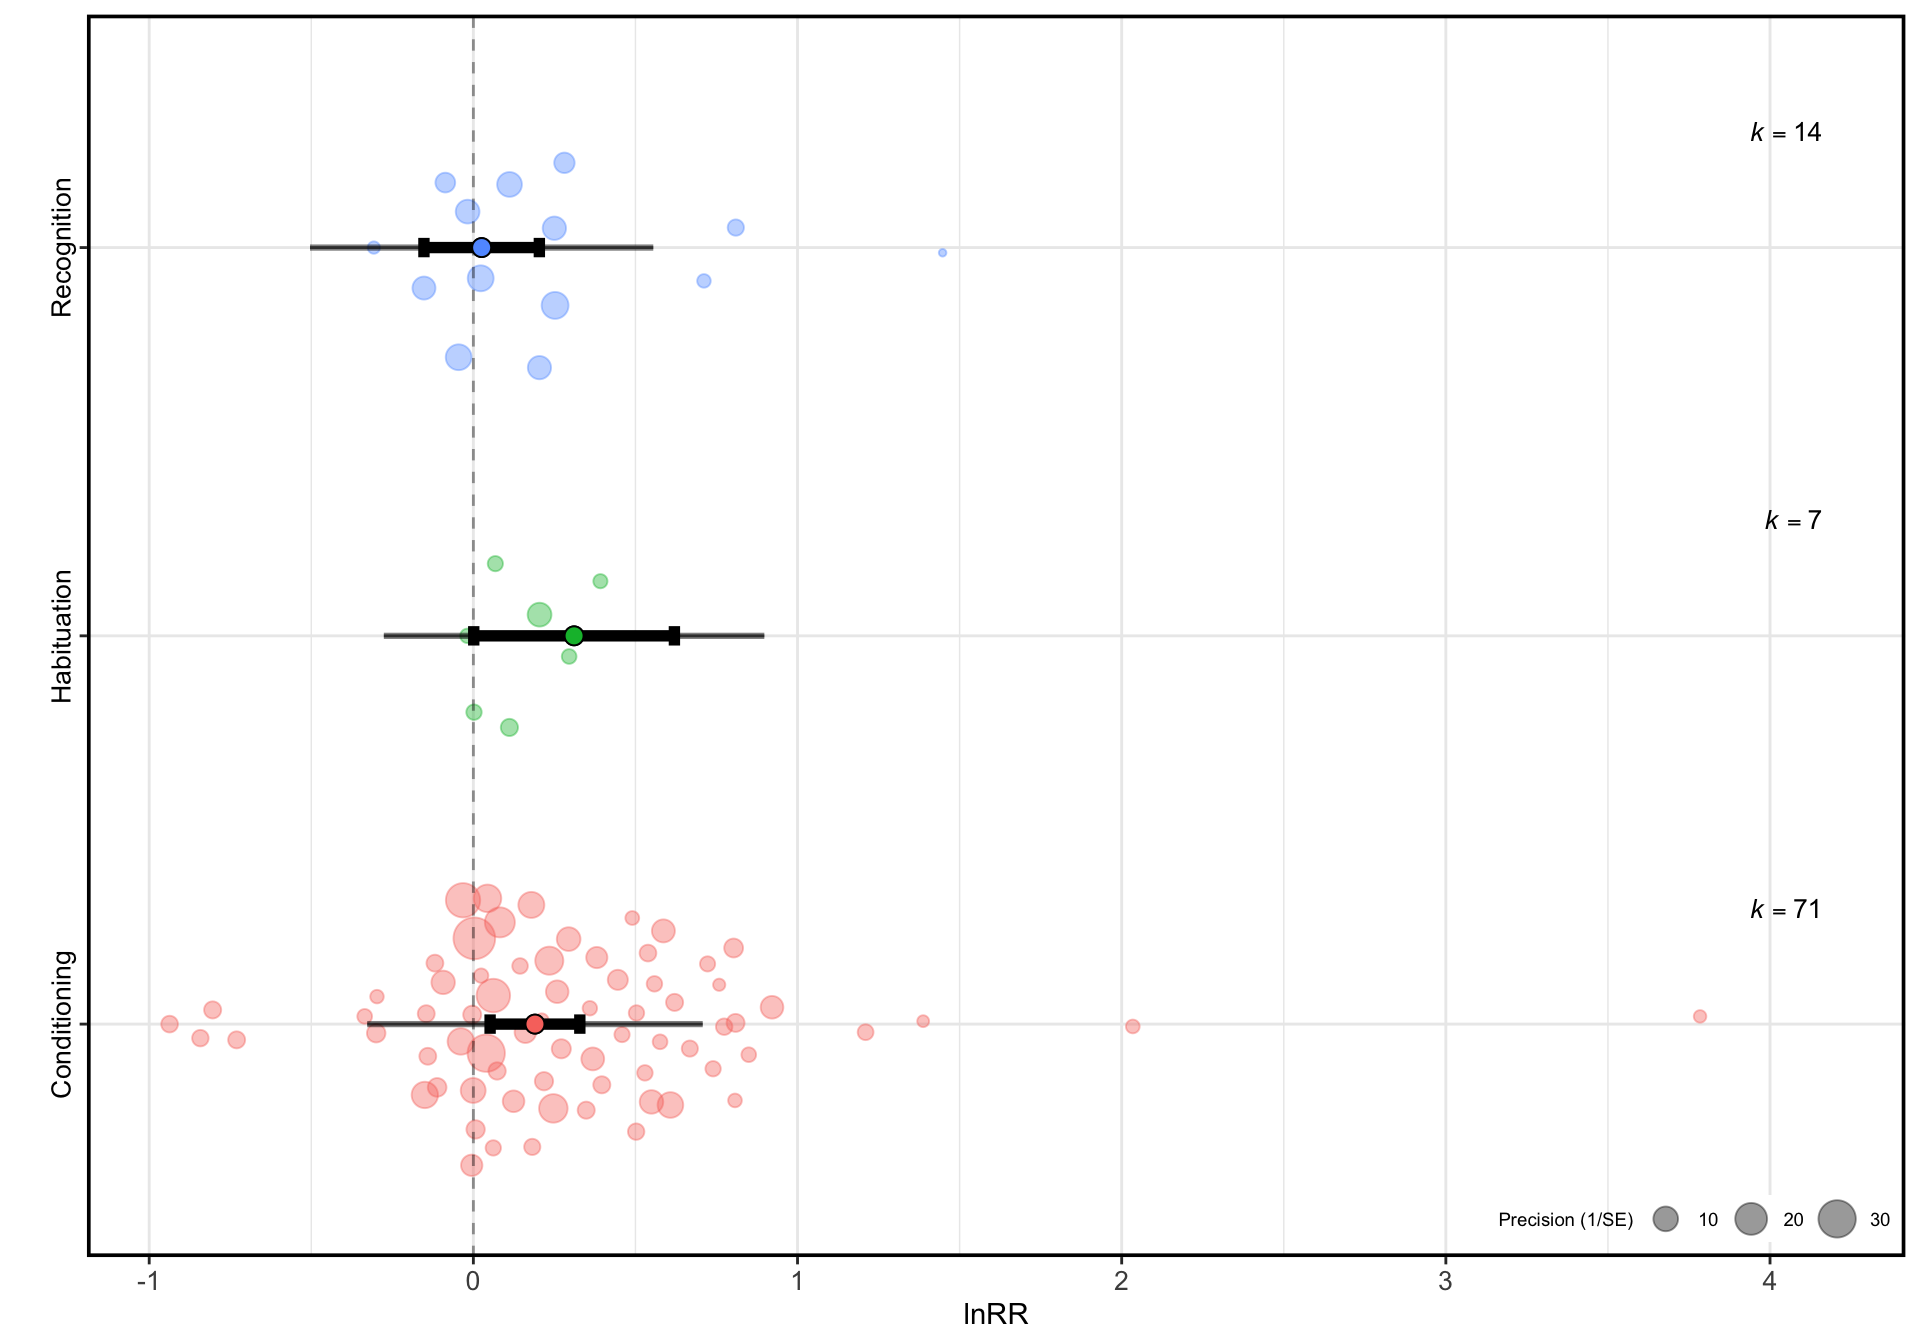 Recognition
k = 14
Habituation
k = 7
Conditioning
k = 71
Precision (1/SE) 10 20 30
-1 0 1 2 3 4
lnRR